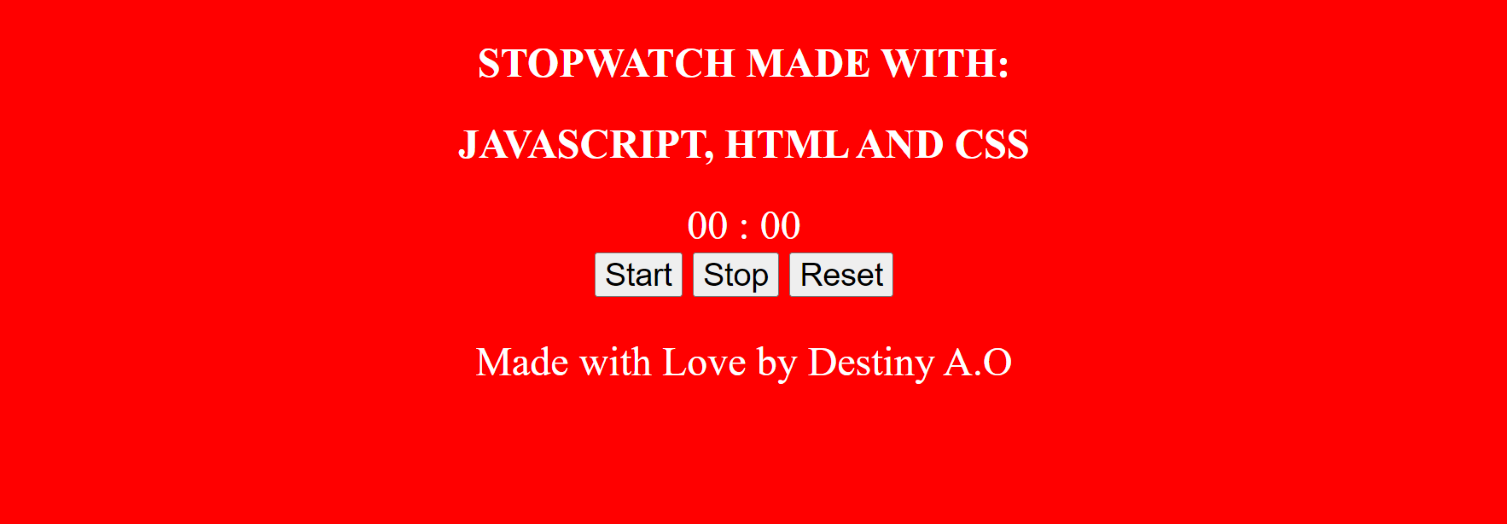 STOPWATCH MADE WITH:
JAVASCRIPT, HTML AND CSS
00 : 00
Start Stop Reset
Made with Love by Destiny A.O